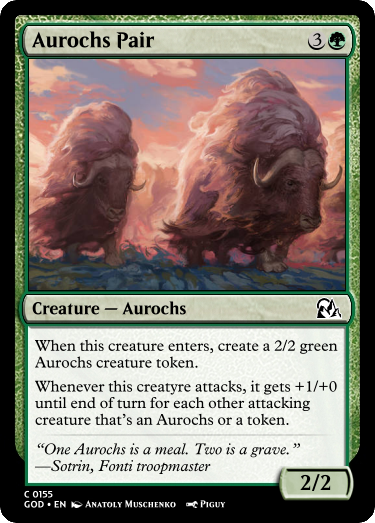 Aurochs Pair 3
Creature — Aurochs
When this creature enters, create a 2/2 green
Aurochs creature token.
Whenever this creatyre attacks, it gets +1/+0
until end of turn for each other attacking
creature that's an Aurochs or a token.
“One Aurochs is a meal. Two is a grave.”
—Sotrin, Fonti troopmaster
2/2
C 0155
GOD • EN Anatoly Muschenko Piguy